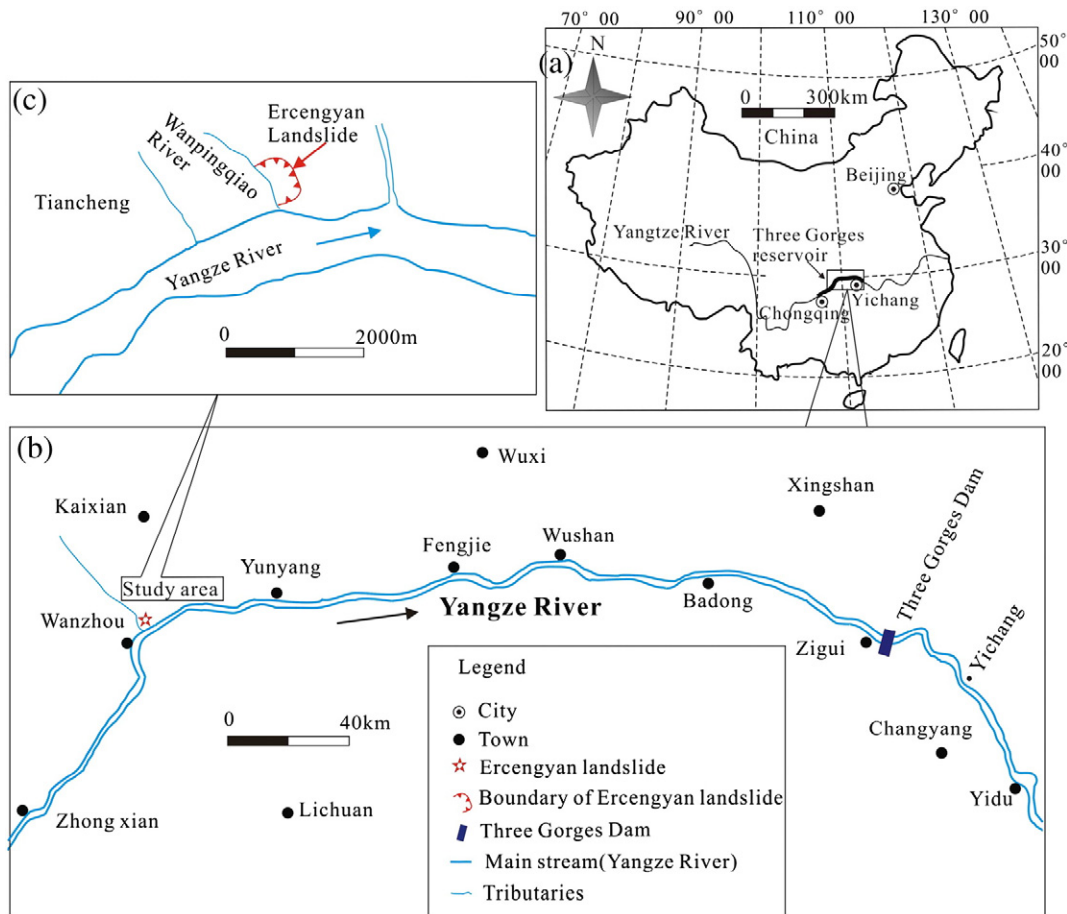 (c)
Ercengyan
Landslide
Wanpingqiao
River
Tiancheng
Yangze River
0 2000m
(a)
70° 00
90° 00
110° 00
130° 00
N
50°
00
40°
00
30°
00
20°
00
0 300km
China
Beijing
Yangtze River
Three Gorges
reservoir
Yichang
Chongqing
(b)
Wuxi
Kaixian
Xingshan
Three Gorges Dam
Wushan
Fengjie
Yunyang
Study area
Badong
Yangze River
Wanzhou
Zigui
Yichang
0 40km
Changyang
Yidu
Zhong xian
Lichuan
Legend
City
Town
Ercengyan landslide
Boundary of Ercengyan landslide
Three Gorges Dam
Main stream(Yangze River)
Tributaries